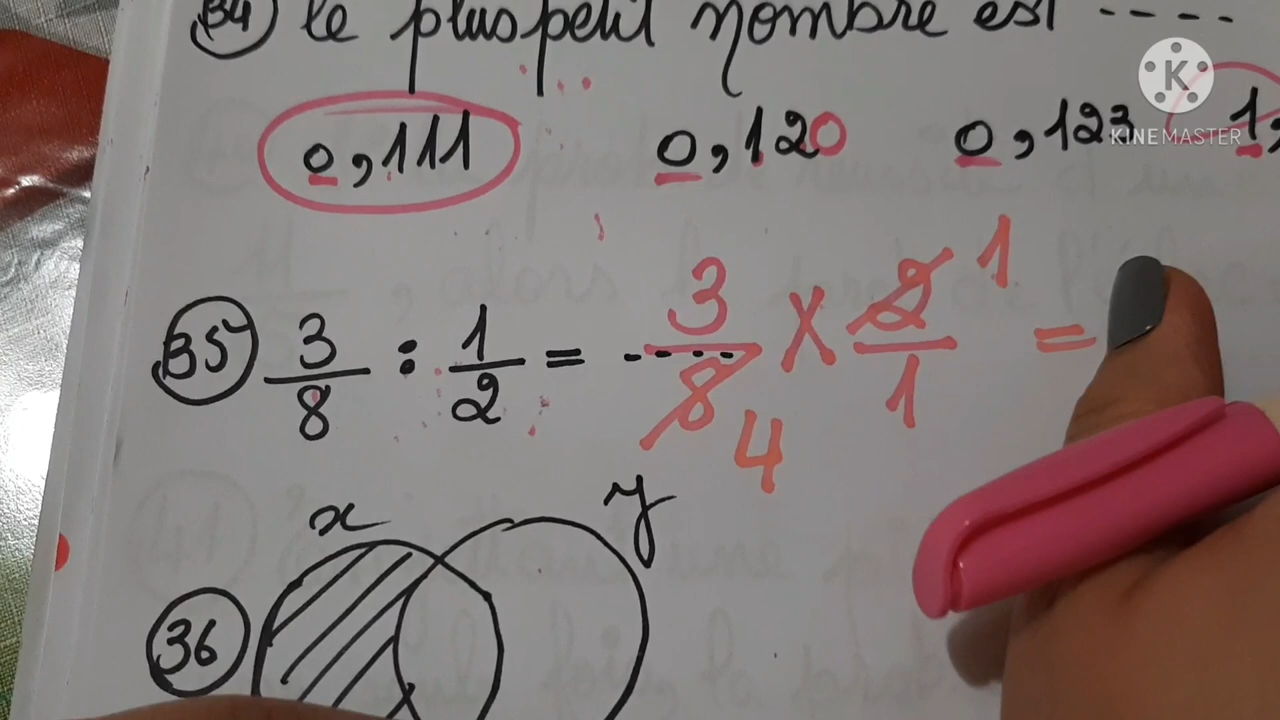 34 le plus petit nombre est ----
0,111 0,120 0,123 1,
KINEMASTER
35 3/8 : 1/2 = ----- 3/8 4 × 2/1 1 =
x y
36